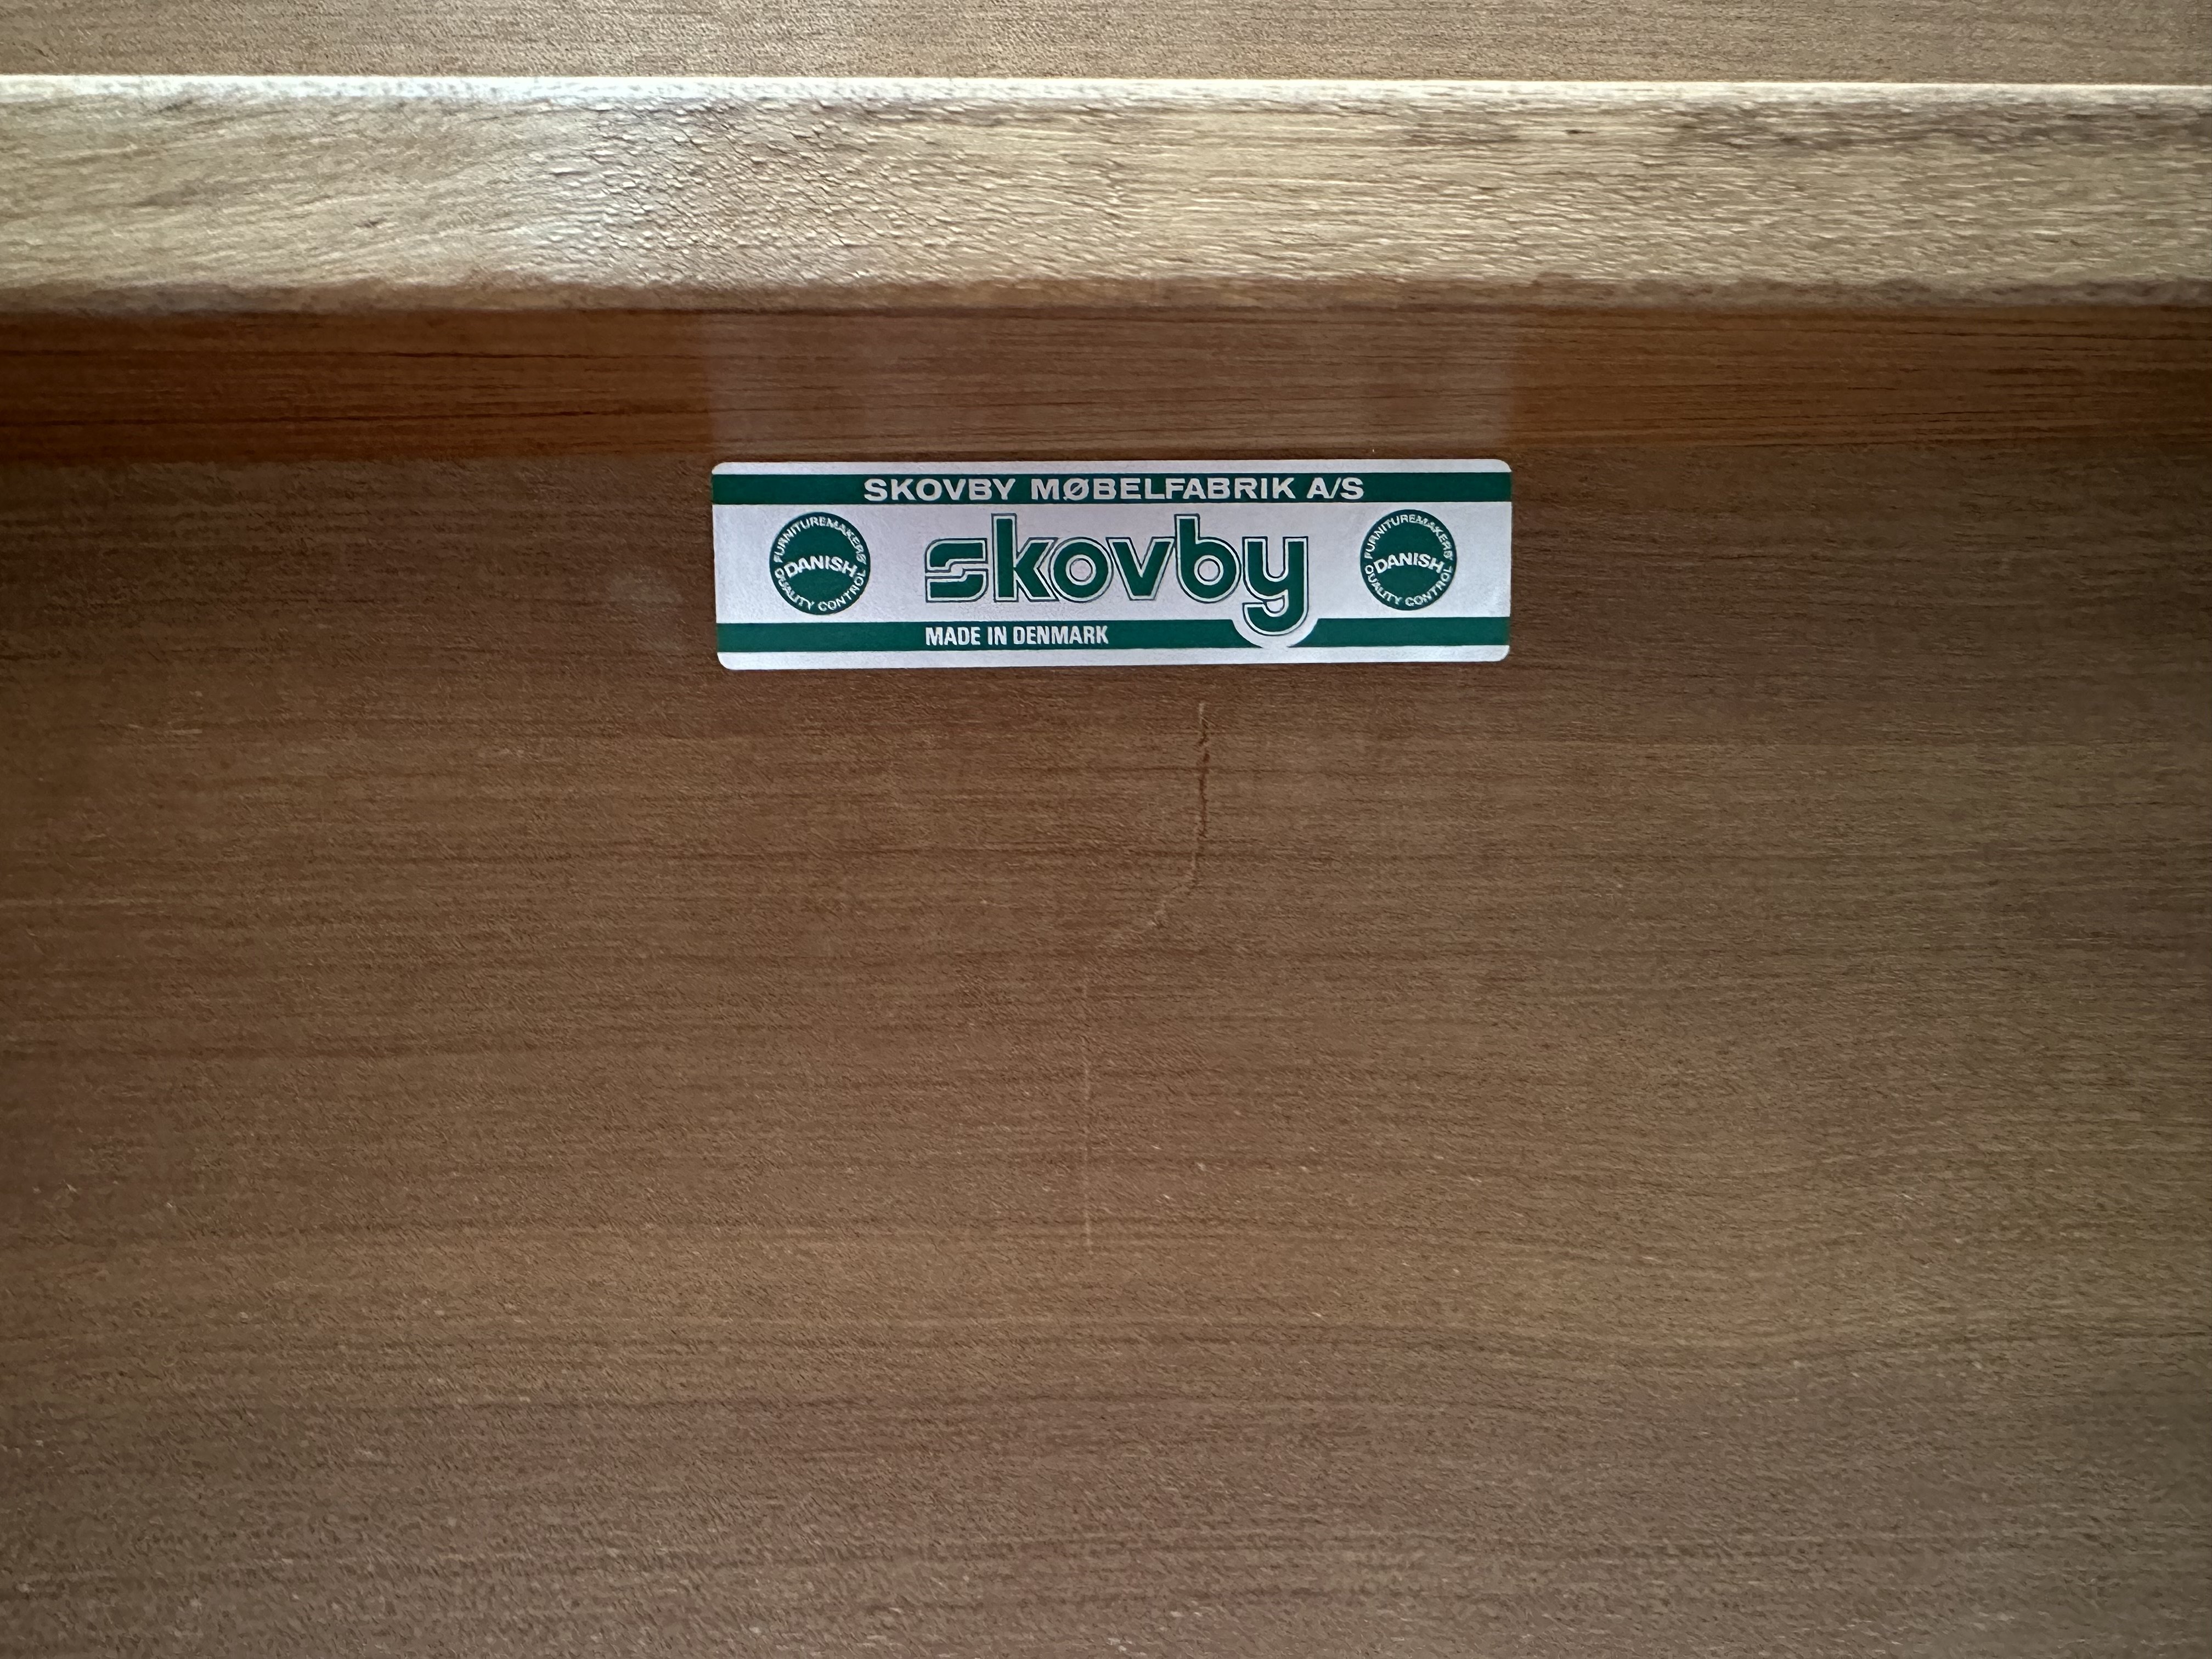 SKOVBY MØBELFABRIK A/S
FURNITUREMAKERS'
DANISH
QUALITY CONTROL
skovby
FURNITUREMAKERS'
DANISH
QUALITY CONTROL
MADE IN DENMARK